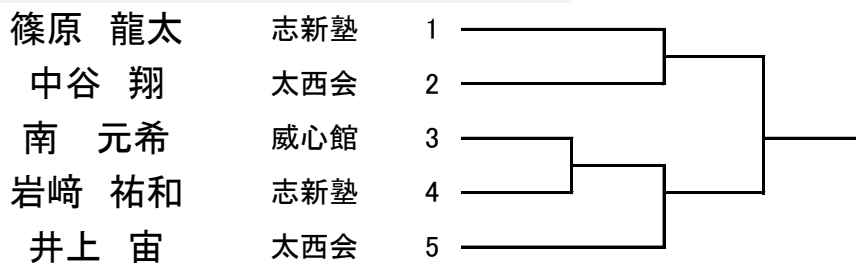 篠原 龍太 志新塾 1
中谷 翔 太西会 2
南 元希 威心館 3
岩﨑 祐和 志新塾 4
井上 宙 太西会 5